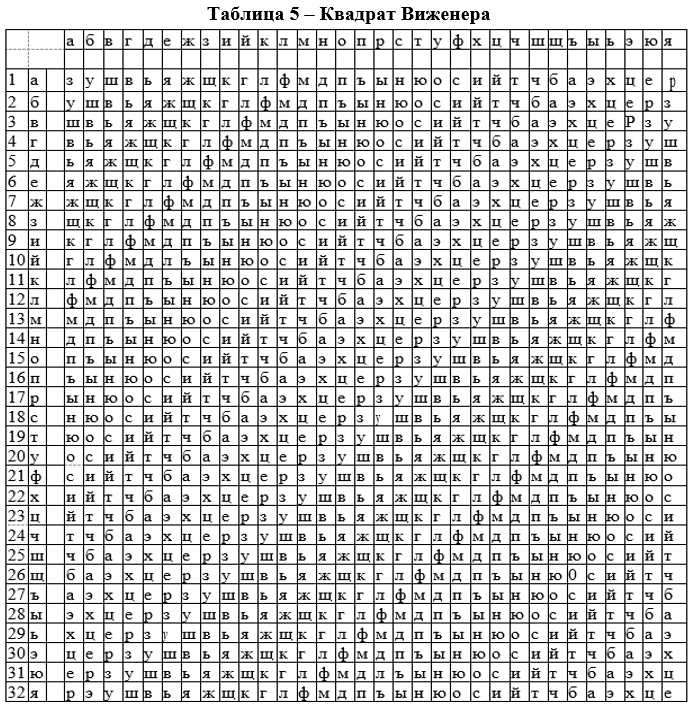 Таблица 5 – Квадрат Виженера
а б в г д е ж з и й к л м н о п р с т у ф х ц ч ш щ ъ ы ь э ю я
1 а з у ш в ь я ж щ к г л ф м д п ъ ы н ю о с и й т ч б а э х ц е р
2 б у ш в ь я ж щ к г л ф м д п ъ ы н ю о с и й т ч б а э х ц е р з
3 в ш в ь я ж щ к г л ф м д п ъ ы н ю о с и й т ч б а э х ц е Р з у
4 г в ь я ж щ к г л ф м д п ъ ы н ю о с и й т ч б а э х ц е р з у ш
5 д ь я ж щ к г л ф м д п ъ ы н ю о с и й т ч б а э х ц е р з у ш в
6 е я ж щ к г л ф м д п ъ ы н ю о с и й т ч б а э х ц е р з у ш в ь
7 ж ж щ к г л ф м д п ъ ы н ю о с и й т ч б а э х ц е р з у ш в ь я
8 з щ к г л ф м д п ъ ы н ю о с и й т ч б а э х ц е р з у ш в ь я ж
9 и к г л ф м д п ъ ы н ю о с и й т ч б а э х ц е р з у ш в ь я ж щ
10 й г л ф м д л ъ ы н ю о с и й т ч б а э х ц е р з у ш в ь я ж щ к
11 к л ф м д п ъ ы н ю о с и й т ч б а э х ц е р з у ш в ь я ж щ к г
12 л ф м д п ъ ы н ю о с и й т ч б а э х ц е р з у ш в ь я ж щ к г л
13 м м д п ъ ы н ю о с и й т ч б а э х ц е р з у ш в ь я ж щ к г л ф
14 н д п ъ ы н ю о с и й т ч б а э х ц е р з у ш в ь я ж щ к г л ф м
15 о п ъ ы н ю о с и й т ч б а э х ц е р з у ш в ь я ж щ к г л ф м д
16 п ъ ы н ю о с и й т ч б а э х ц е р з у ш в ь я ж щ к г л ф м д п
17 р ы н ю о с и й т ч б а э х ц е р з у ш в ь я ж щ к г л ф м д п ъ
18 с н ю о с и й т ч б а э х ц е р з у ш в ь я ж щ к г л ф м д п ъ ы
19 т ю о с и й т ч б а э х ц е р з у ш в ь я ж щ к г л ф м д п ъ ы н
20 у о с и й т ч б а э х ц е р з у ш в ь я ж щ к г л ф м д п ъ ы н ю
21 ф с и й т ч б а э х ц е р з у ш в ь я ж щ к г л ф м д п ъ ы н ю о
22 х и й т ч б а э х ц е р з у ш в ь я ж щ к г л ф м д п ъ ы н ю о с
23 ц й т ч б а э х ц е р з у ш в ь я ж щ к г л ф м д п ъ ы н ю о с и
24 ч т ч б а э х ц е р з у ш в ь я ж щ к г л ф м д п ъ ы н ю о с и й
25 ш ч б а э х ц е р з у ш в ь я ж щ к г л ф м д п ъ ы н ю о с и й т
26 щ б а э х ц е р з у ш в ь я ж щ к г л ф м д п ъ ы н ю 0 с и й т ч
27 ъ а э х ц е р з у ш в ь я ж щ к г л ф м д п ъ ы н ю о с и й т ч б
28 ы э х ц е р з у ш в ь я ж щ к г л ф м д п ъ ы н ю о с и й т ч б а
29 ь х ц е р з у ш в ь я ж щ к г л ф м д п ъ ы н ю о с и й т ч б а э
30 э ц е р з у ш в ь я ж щ к г л ф м д п ъ ы н ю о с и й т ч б а э х
31 ю е р з у ш в ь я ж щ к г л ф м д л ъ ы н ю о с и й т ч б а э х ц
32 я р э у ш в ь я ж щ к г л ф м д п ъ ы н ю о с и й т ч б а э х ц е